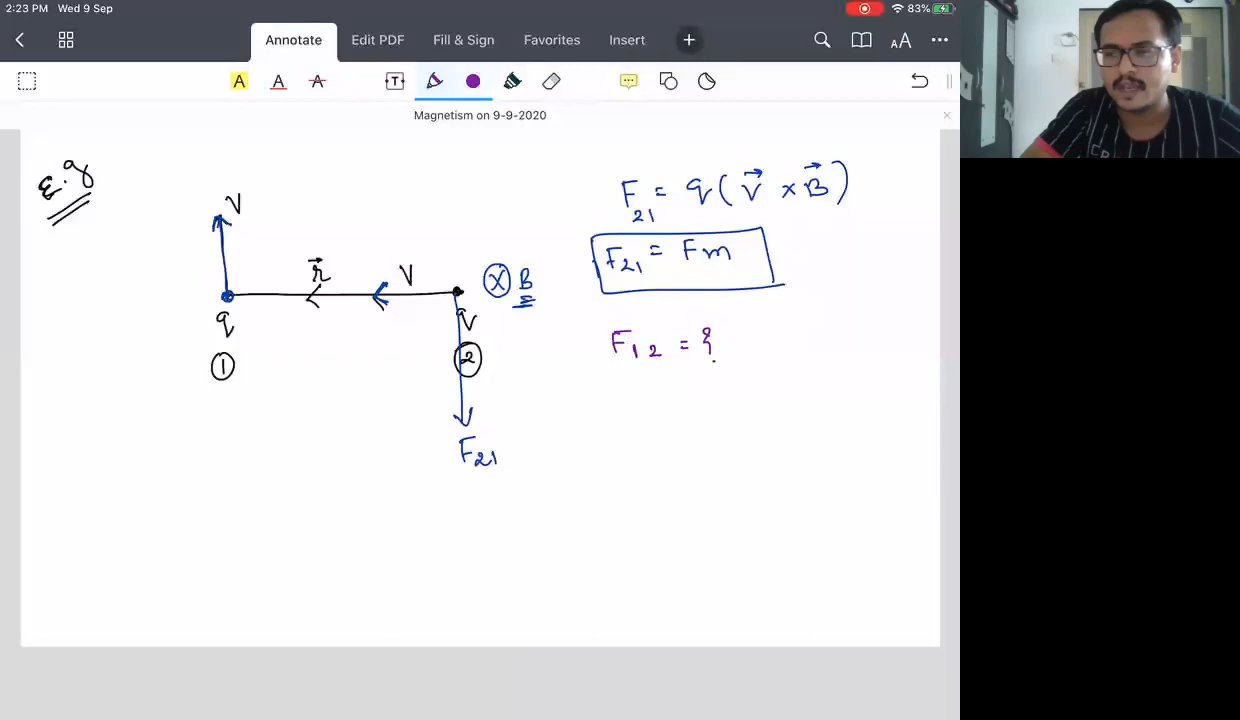 2:23 PM Wed 9 Sep
83%
Annotate
Edit PDF
Fill & Sign
Favorites
Insert
AA
A
A
A
T
Magnetism on 9-9-2020
E.g
V
r⃗
V
ⓧ B
q
q
①
②
F₂₁
F₂₁ = q ( V⃗ × B⃗ )
F₂₁ = Fm
F₁₂ = ?